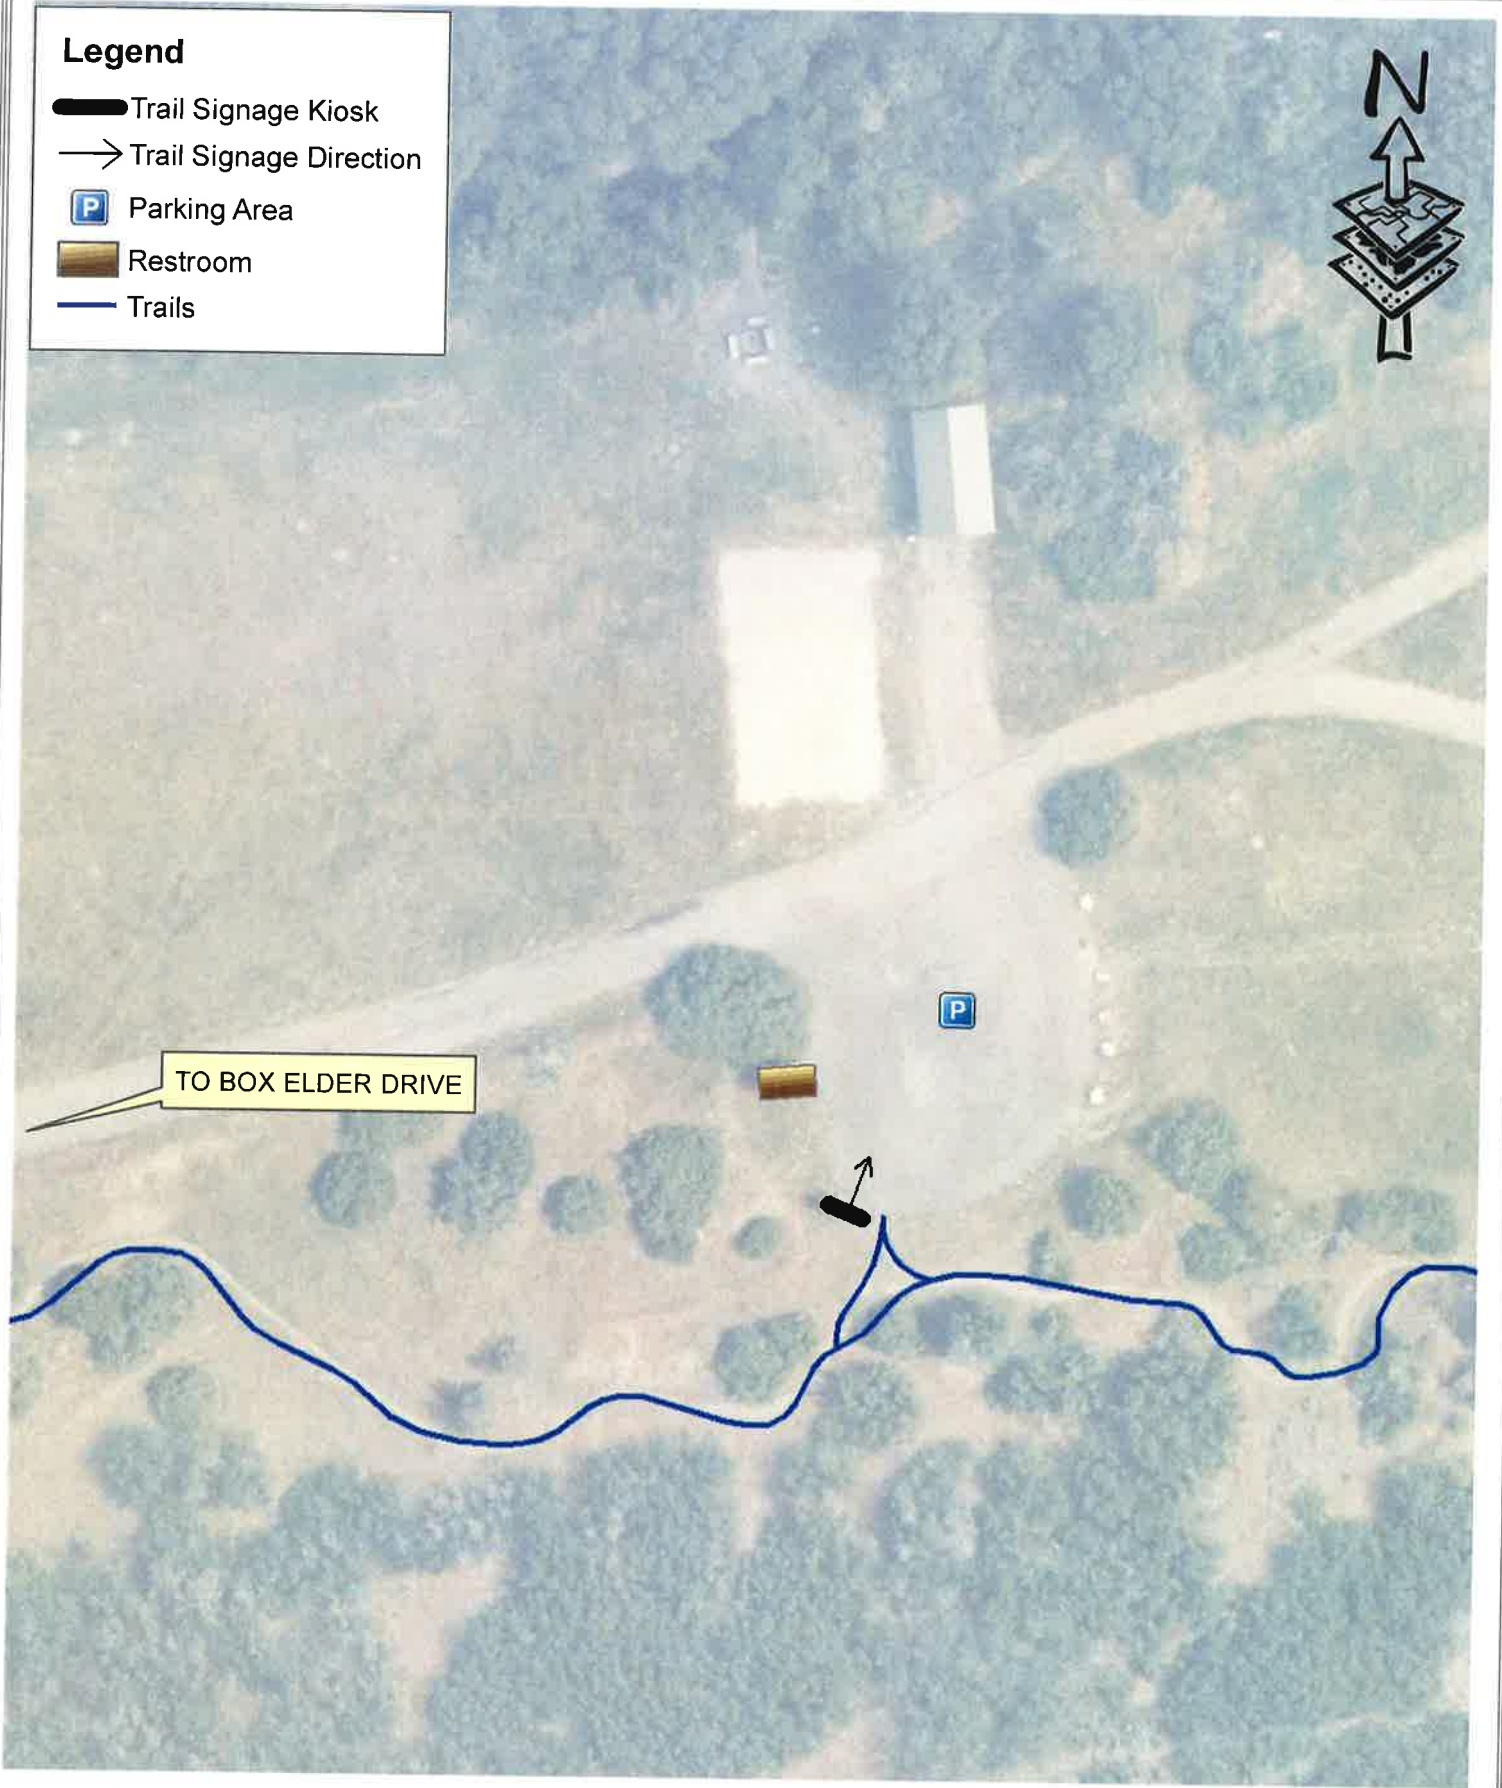 Legend
Trail Signage Kiosk
Trail Signage Direction
P Parking Area
Restroom
Trails
N
P
TO BOX ELDER DRIVE